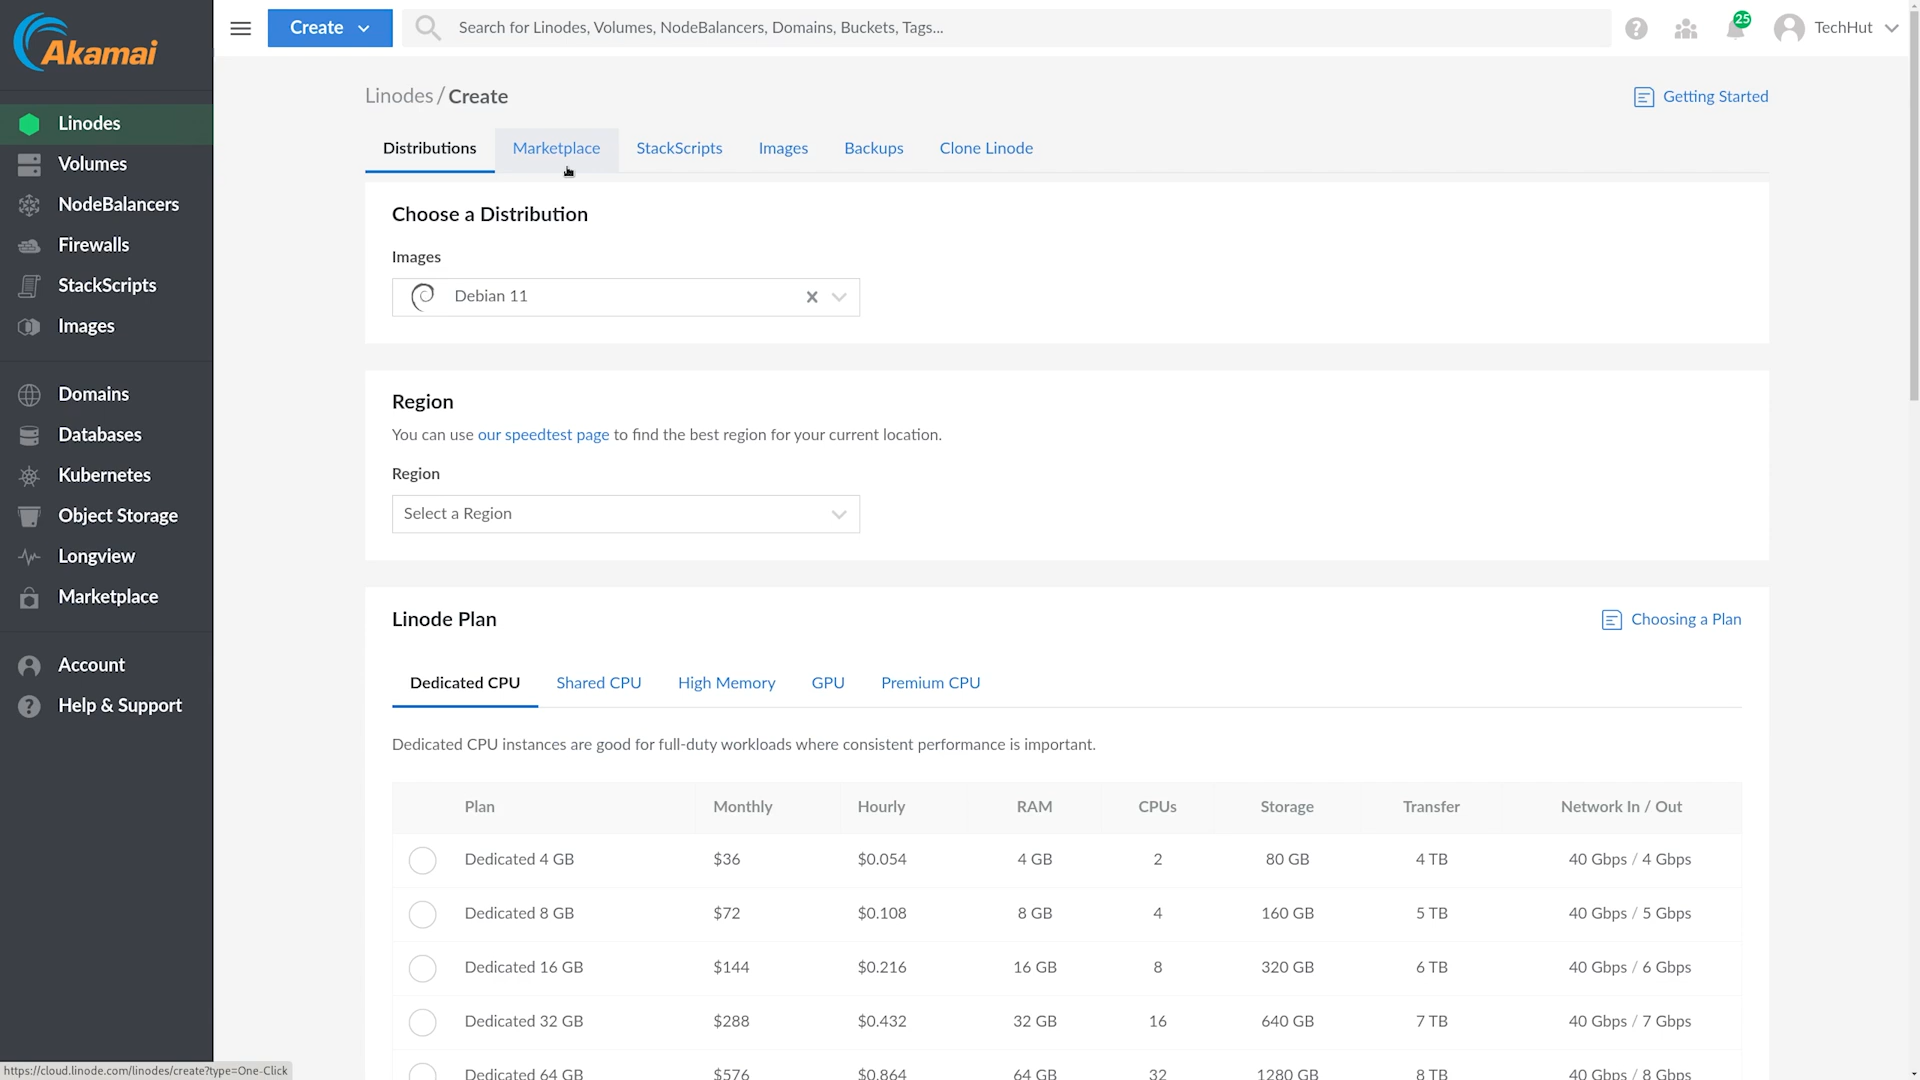 Akamai
Create
Search for Linodes, Volumes, NodeBalancers, Domains, Buckets, Tags...
25
TechHut
Linodes
Volumes
NodeBalancers
Firewalls
StackScripts
Images
Domains
Databases
Kubernetes
Object Storage
Longview
Marketplace
Account
Help & Support
Linodes / Create
Getting Started
Distributions Marketplace StackScripts Images Backups Clone Linode
Choose a Distribution
Images
Debian 11
Region
You can use our speedtest page to find the best region for your current location.
Region
Select a Region
Linode Plan
Choosing a Plan
Dedicated CPU Shared CPU High Memory GPU Premium CPU
Dedicated CPU instances are good for full-duty workloads where consistent performance is important.
Plan Monthly Hourly RAM CPUs Storage Transfer Network In / Out
Dedicated 4 GB $36 $0.054 4 GB 2 80 GB 4 TB 40 Gbps / 4 Gbps
Dedicated 8 GB $72 $0.108 8 GB 4 160 GB 5 TB 40 Gbps / 5 Gbps
Dedicated 16 GB $144 $0.216 16 GB 8 320 GB 6 TB 40 Gbps / 6 Gbps
Dedicated 32 GB $288 $0.432 32 GB 16 640 GB 7 TB 40 Gbps / 7 Gbps
Dedicated 64 GB $576 $0.864 64 GB 32 1280 GB 8 TB 40 Gbps / 8 Gbps
https://cloud.linode.com/linodes/create?type=One-Click